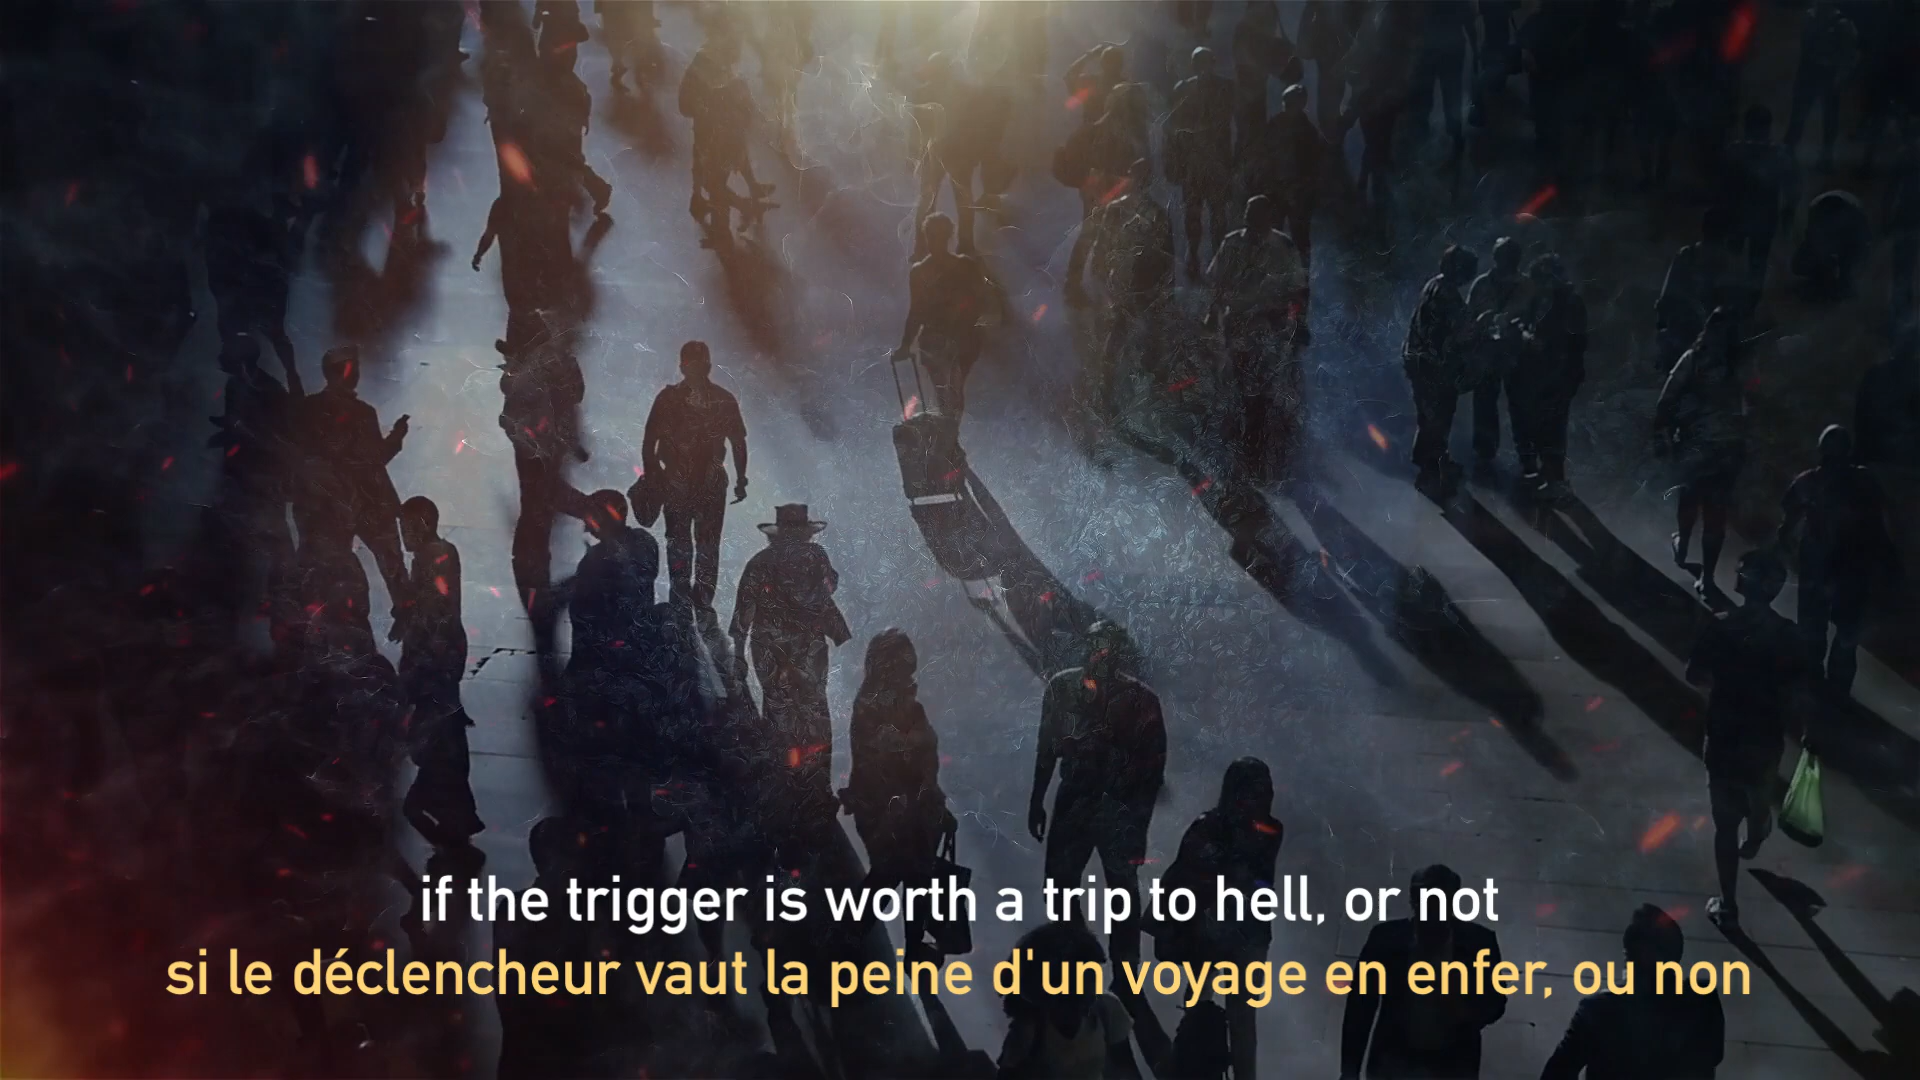 if the trigger is worth a trip to hell, or not
si le déclencheur vaut la peine d'un voyage en enfer, ou non